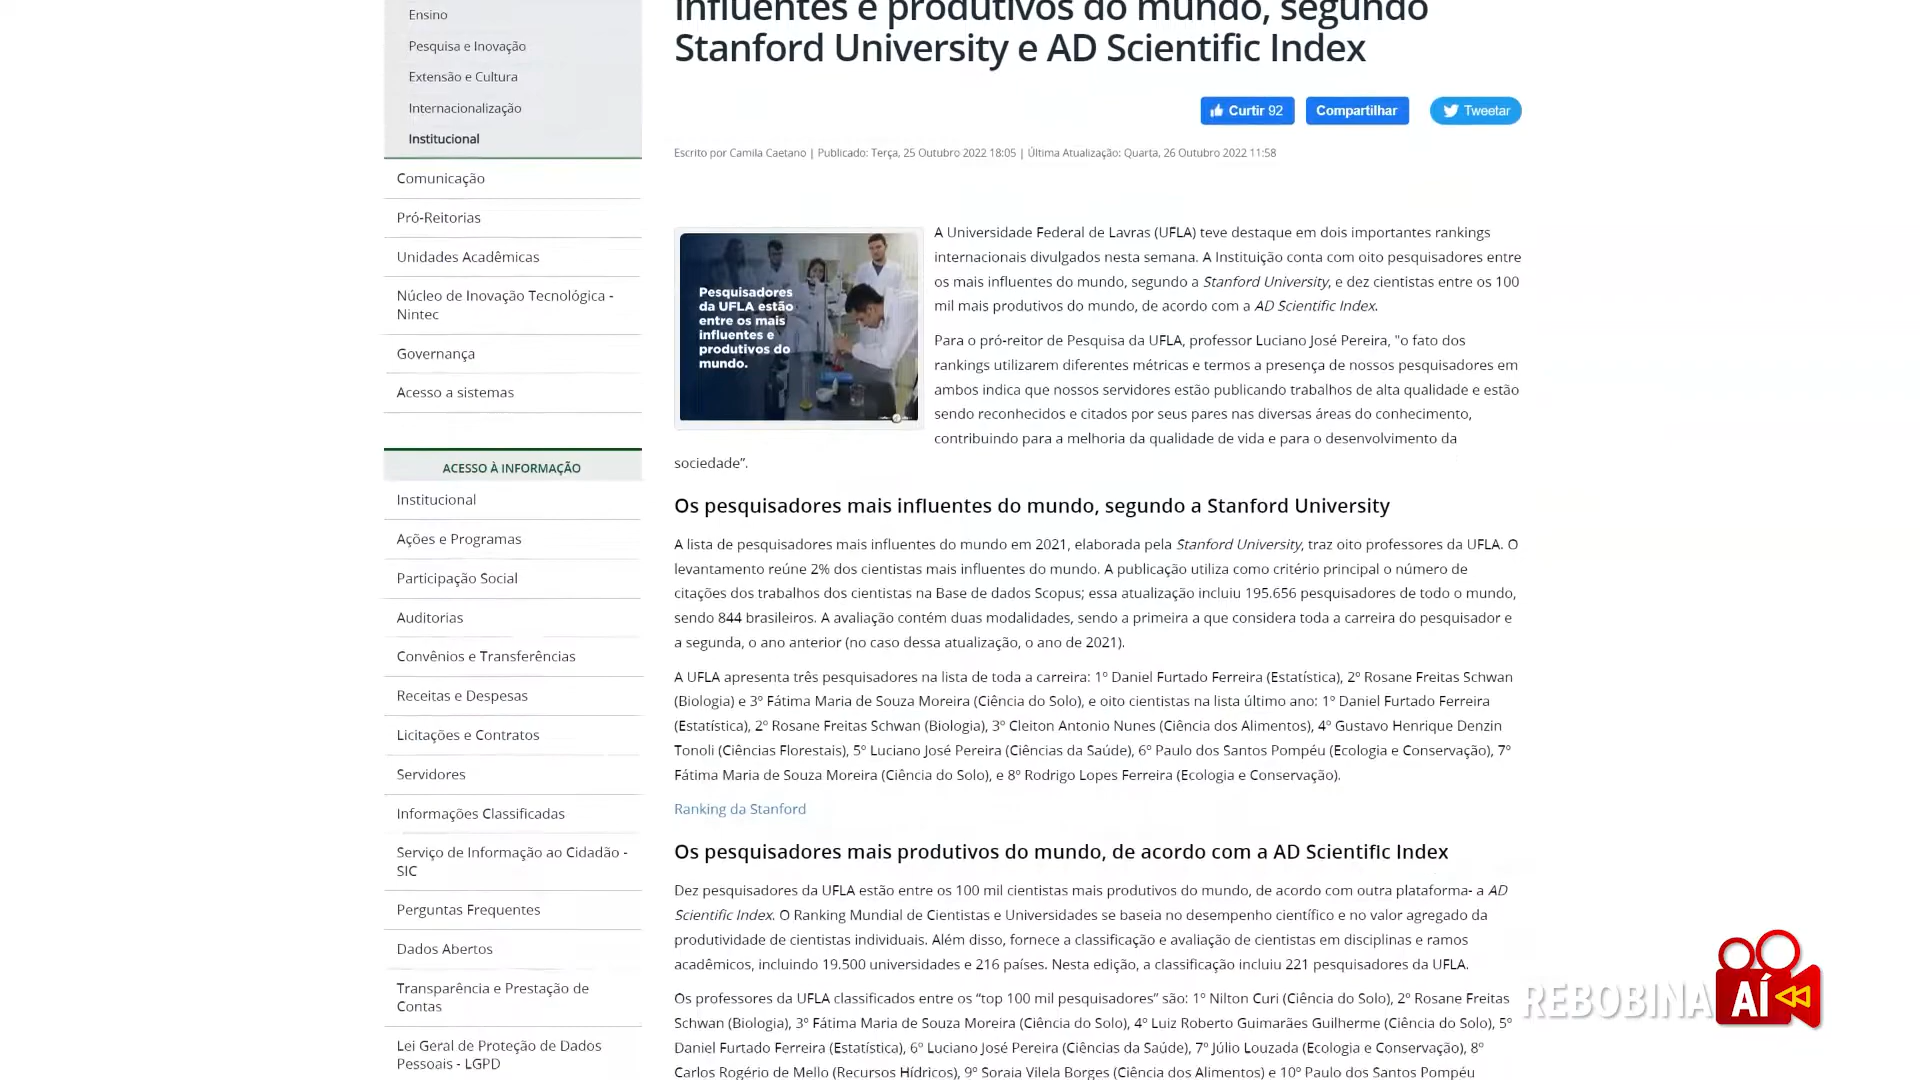 Ensino
Pesquisa e Inovação
Extensão e Cultura
Internacionalização
Institucional
Comunicação
Pró-Reitorias
Unidades Acadêmicas
Núcleo de Inovação Tecnológica -
Nintec
Governança
Acesso a sistemas
ACESSO À INFORMAÇÃO
Institucional
Ações e Programas
Participação Social
Auditorias
Convênios e Transferências
Receitas e Despesas
Licitações e Contratos
Servidores
Informações Classificadas
Serviço de Informação ao Cidadão -
SIC
Perguntas Frequentes
Dados Abertos
Transparência e Prestação de
Contas
Lei Geral de Proteção de Dados
Pessoais - LGPD
influentes e produtivos do mundo, segundo
Stanford University e AD Scientific Index
Curtir 92
Compartilhar
Tweetar
Escrito por Camila Caetano | Publicado: Terça, 25 Outubro 2022 18:05 | Última Atualização: Quarta, 26 Outubro 2022 11:58
Pesquisadores
da UFLA estão
entre os mais
influentes e
produtivos do
mundo.
A Universidade Federal de Lavras (UFLA) teve destaque em dois importantes rankings
internacionais divulgados nesta semana. A Instituição conta com oito pesquisadores entre
os mais influentes do mundo, segundo a Stanford University, e dez cientistas entre os 100
mil mais produtivos do mundo, de acordo com a AD Scientific Index.
Para o pró-reitor de Pesquisa da UFLA, professor Luciano José Pereira, "o fato dos
rankings utilizarem diferentes métricas e termos a presença de nossos pesquisadores em
ambos indica que nossos servidores estão publicando trabalhos de alta qualidade e estão
sendo reconhecidos e citados por seus pares nas diversas áreas do conhecimento,
contribuindo para a melhoria da qualidade de vida e para o desenvolvimento da
sociedade”.
Os pesquisadores mais influentes do mundo, segundo a Stanford University
A lista de pesquisadores mais influentes do mundo em 2021, elaborada pela Stanford University, traz oito professores da UFLA. O
levantamento reúne 2% dos cientistas mais influentes do mundo. A publicação utiliza como critério principal o número de
citações dos trabalhos dos cientistas na Base de dados Scopus; essa atualização incluiu 195.656 pesquisadores de todo o mundo,
sendo 844 brasileiros. A avaliação contém duas modalidades, sendo a primeira a que considera toda a carreira do pesquisador e
a segunda, o ano anterior (no caso dessa atualização, o ano de 2021).
A UFLA apresenta três pesquisadores na lista de toda a carreira: 1º Daniel Furtado Ferreira (Estatística), 2º Rosane Freitas Schwan
(Biologia) e 3º Fátima Maria de Souza Moreira (Ciência do Solo), e oito cientistas na lista último ano: 1º Daniel Furtado Ferreira
(Estatística), 2º Rosane Freitas Schwan (Biologia), 3º Cleiton Antonio Nunes (Ciência dos Alimentos), 4º Gustavo Henrique Denzin
Tonoli (Ciências Florestais), 5º Luciano José Pereira (Ciências da Saúde), 6º Paulo dos Santos Pompéu (Ecologia e Conservação), 7º
Fátima Maria de Souza Moreira (Ciência do Solo), e 8º Rodrigo Lopes Ferreira (Ecologia e Conservação).
Ranking da Stanford
Os pesquisadores mais produtivos do mundo, de acordo com a AD Scientific Index
Dez pesquisadores da UFLA estão entre os 100 mil cientistas mais produtivos do mundo, de acordo com outra plataforma- a AD
Scientific Index. O Ranking Mundial de Cientistas e Universidades se baseia no desempenho científico e no valor agregado da
produtividade de cientistas individuais. Além disso, fornece a classificação e avaliação de cientistas em disciplinas e ramos
acadêmicos, incluindo 19.500 universidades e 216 países. Nesta edição, a classificação incluiu 221 pesquisadores da UFLA.
Os professores da UFLA classificados entre os “top 100 mil pesquisadores” são: 1º Nilton Curi (Ciência do Solo), 2º Rosane Freitas
Schwan (Biologia), 3º Fátima Maria de Souza Moreira (Ciência do Solo), 4º Luiz Roberto Guimarães Guilherme (Ciência do Solo), 5º
Daniel Furtado Ferreira (Estatística), 6º Luciano José Pereira (Ciências da Saúde), 7º Júlio Louzada (Ecologia e Conservação), 8º
Carlos Rogério de Mello (Recursos Hídricos), 9º Soraia Vilela Borges (Ciência dos Alimentos) e 10º Paulo dos Santos Pompéu
REBOBINA AÍ